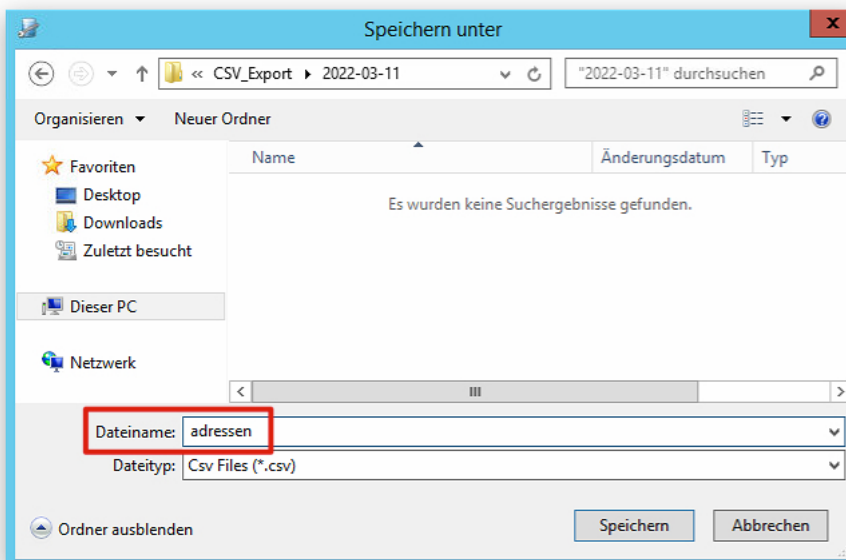 Speichern unter
« CSV_Export 2022-03-11
"2022-03-11" durchsuchen
Organisieren
Neuer Ordner
Name
Änderungsdatum
Typ
Es wurden keine Suchergebnisse gefunden.
Favoriten
Desktop
Downloads
Zuletzt besucht
Dieser PC
Netzwerk
Dateiname: adressen
Dateityp: Csv Files (*.csv)
Ordner ausblenden
Speichern
Abbrechen